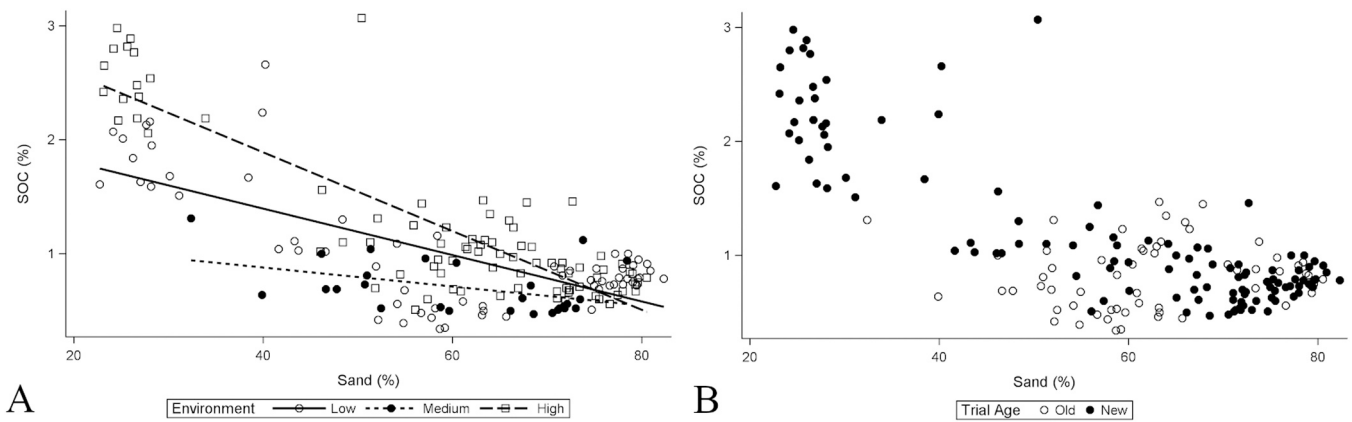 3
2
1
SOC (%)
20 40 60 80
Sand (%)
A
Environment Low Medium High
3
2
1
SOC (%)
20 40 60 80
Sand (%)
B
Trial Age Old New